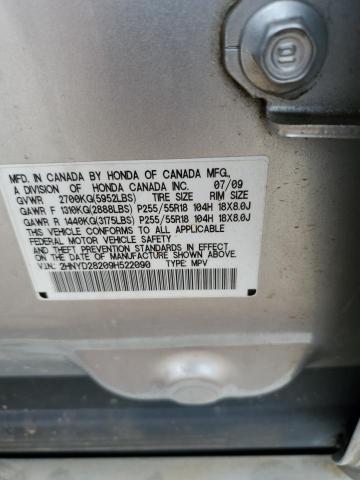 MFD. IN CANADA BY HONDA OF CANADA MFG.,
A DIVISION OF HONDA CANADA INC. 07/09
GVWR 2700KG(5952LBS) TIRE SIZE RIM SIZE
GAWR F 1310KG(2888LBS) P255/55R18 104H 18X8.0J
GAWR R 1440KG(3175LBS) P255/55R18 104H 18X8.0J
THIS VEHICLE CONFORMS TO ALL APPLICABLE
FEDERAL MOTOR VEHICLE SAFETY AND
THEFT PREVENTION STANDARDS IN EFFECT ON
THE DATE OF MANUFACTURE SHOWN ABOVE.
V.I.N: 2HNYD28209H522090 TYPE: MPV